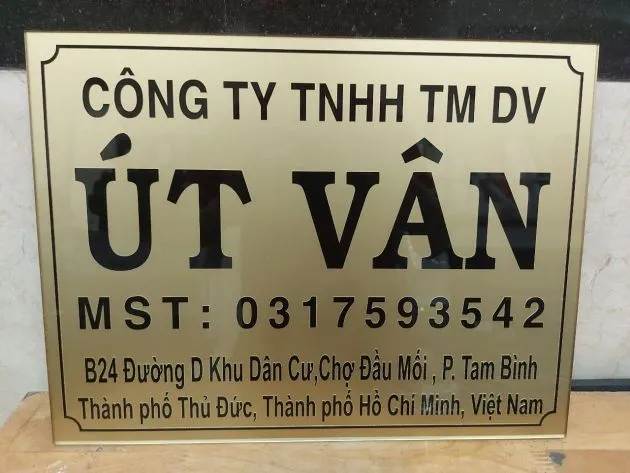 CÔNG TY TNHH TM DV
ÚT VÂN
MST: 0317593542
B24 Đường D Khu Dân Cư,Chợ Đầu Mối , P. Tam Bình
Thành phố Thủ Đức, Thành phố Hồ Chí Minh, Việt Nam